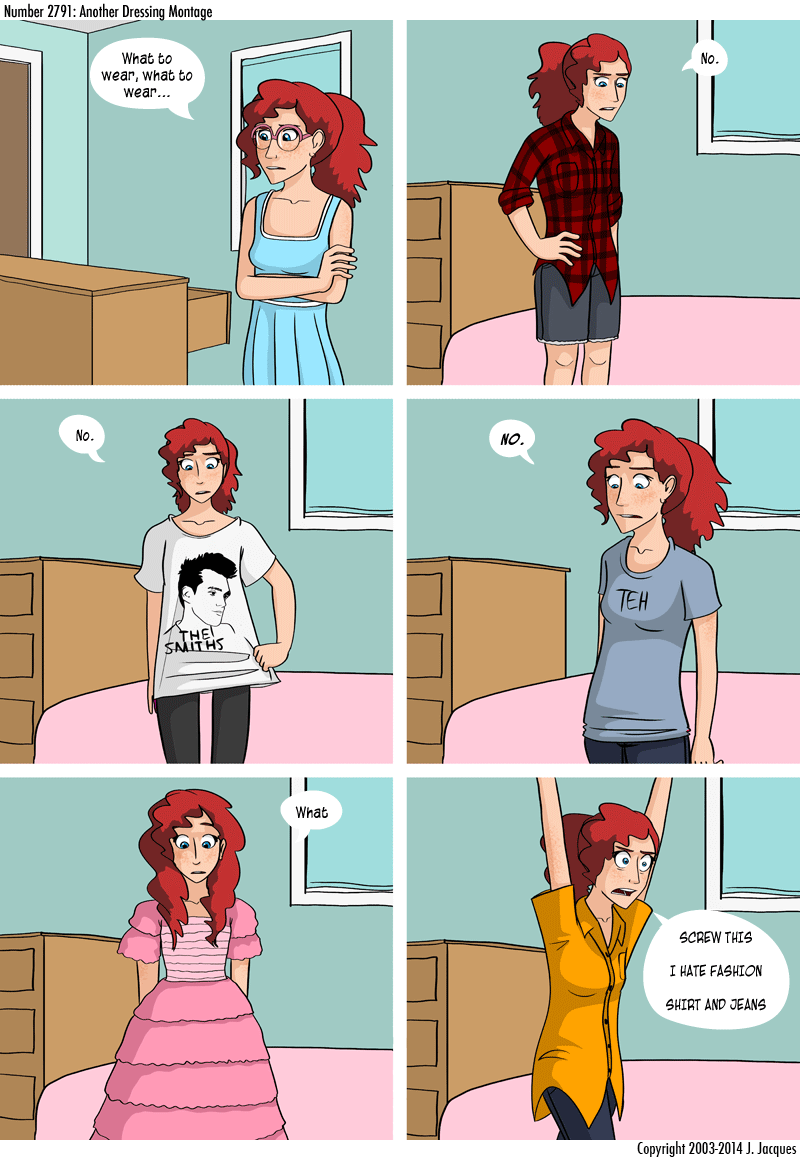 Number 2791: Another Dressing Montage
What to
wear, what to
wear...
No.
No.
THE
SMITHS
NO.
TEH
What
SCREW THIS
I HATE FASHION
SHIRT AND JEANS
Copyright 2003-2014 J. Jacques